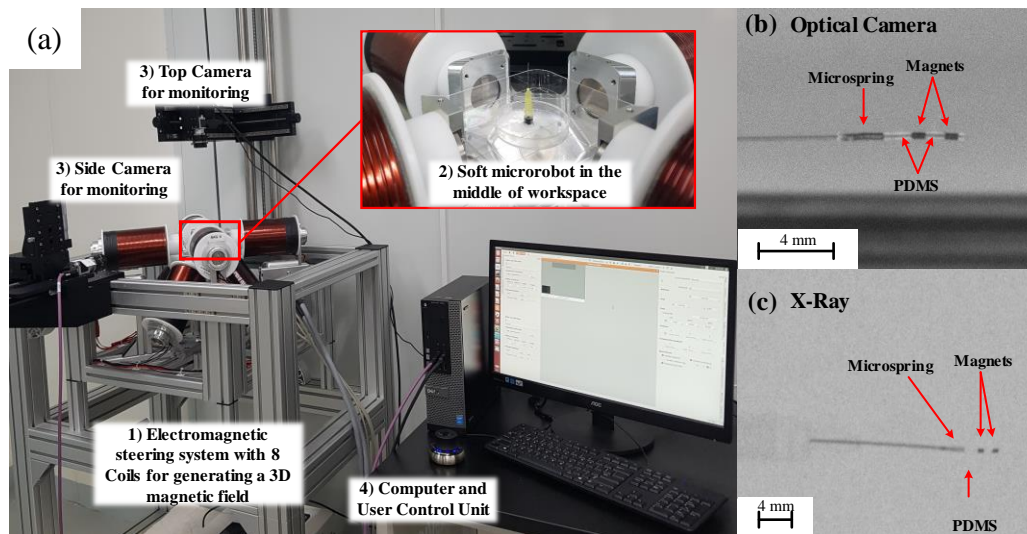 (a)
3) Top Camera
for monitoring
3) Side Camera
for monitoring
2) Soft microrobot in the
middle of workspace
1) Electromagnetic
steering system with 8
Coils for generating a 3D
magnetic field
4) Computer and
User Control Unit
(b) Optical Camera
Microspring
Magnets
PDMS
4 mm
(c) X-Ray
Microspring
Magnets
PDMS
4 mm